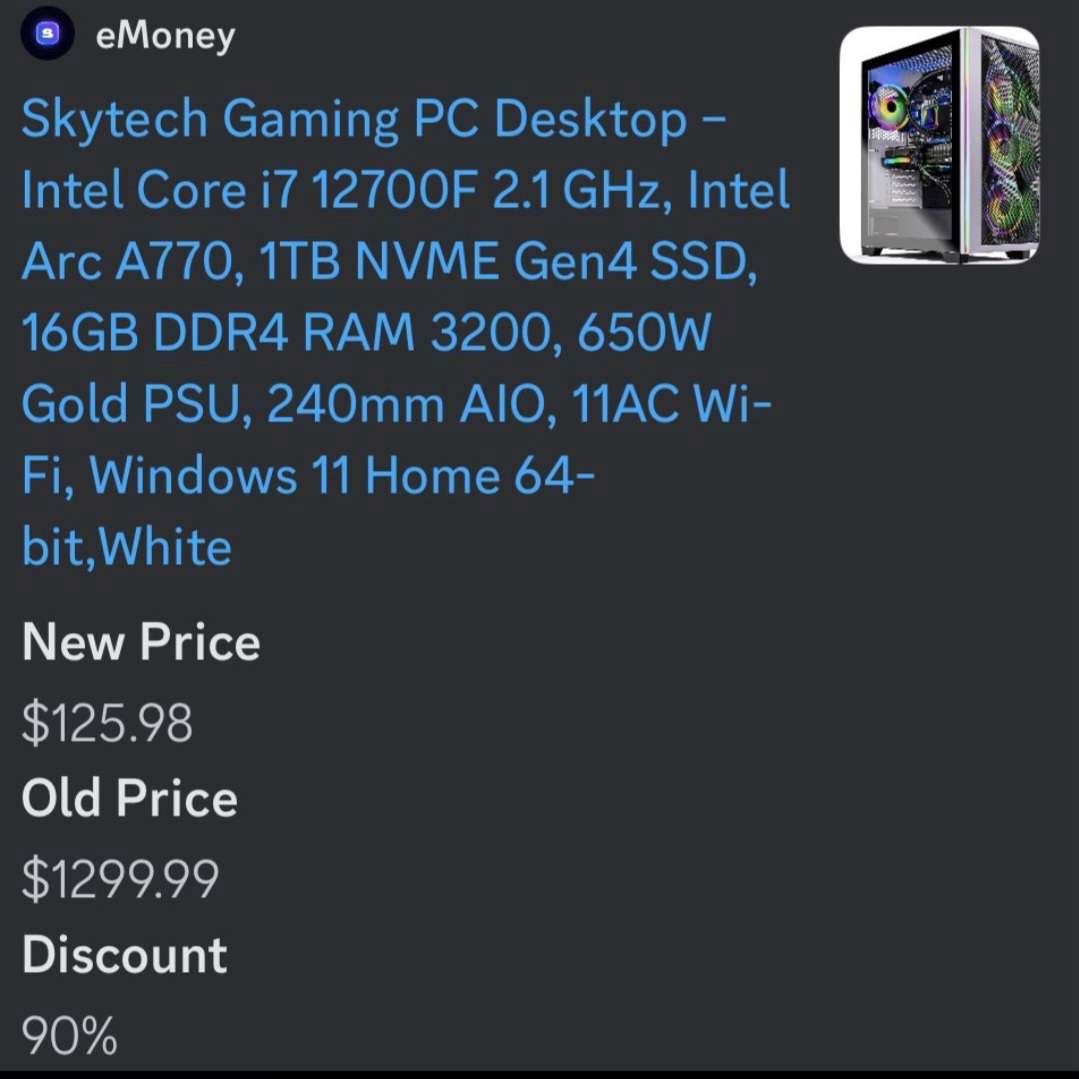 eMoney
Skytech Gaming PC Desktop –
Intel Core i7 12700F 2.1 GHz, Intel
Arc A770, 1TB NVME Gen4 SSD,
16GB DDR4 RAM 3200, 650W
Gold PSU, 240mm AIO, 11AC Wi-
Fi, Windows 11 Home 64-
bit,White
New Price
$125.98
Old Price
$1299.99
Discount
90%